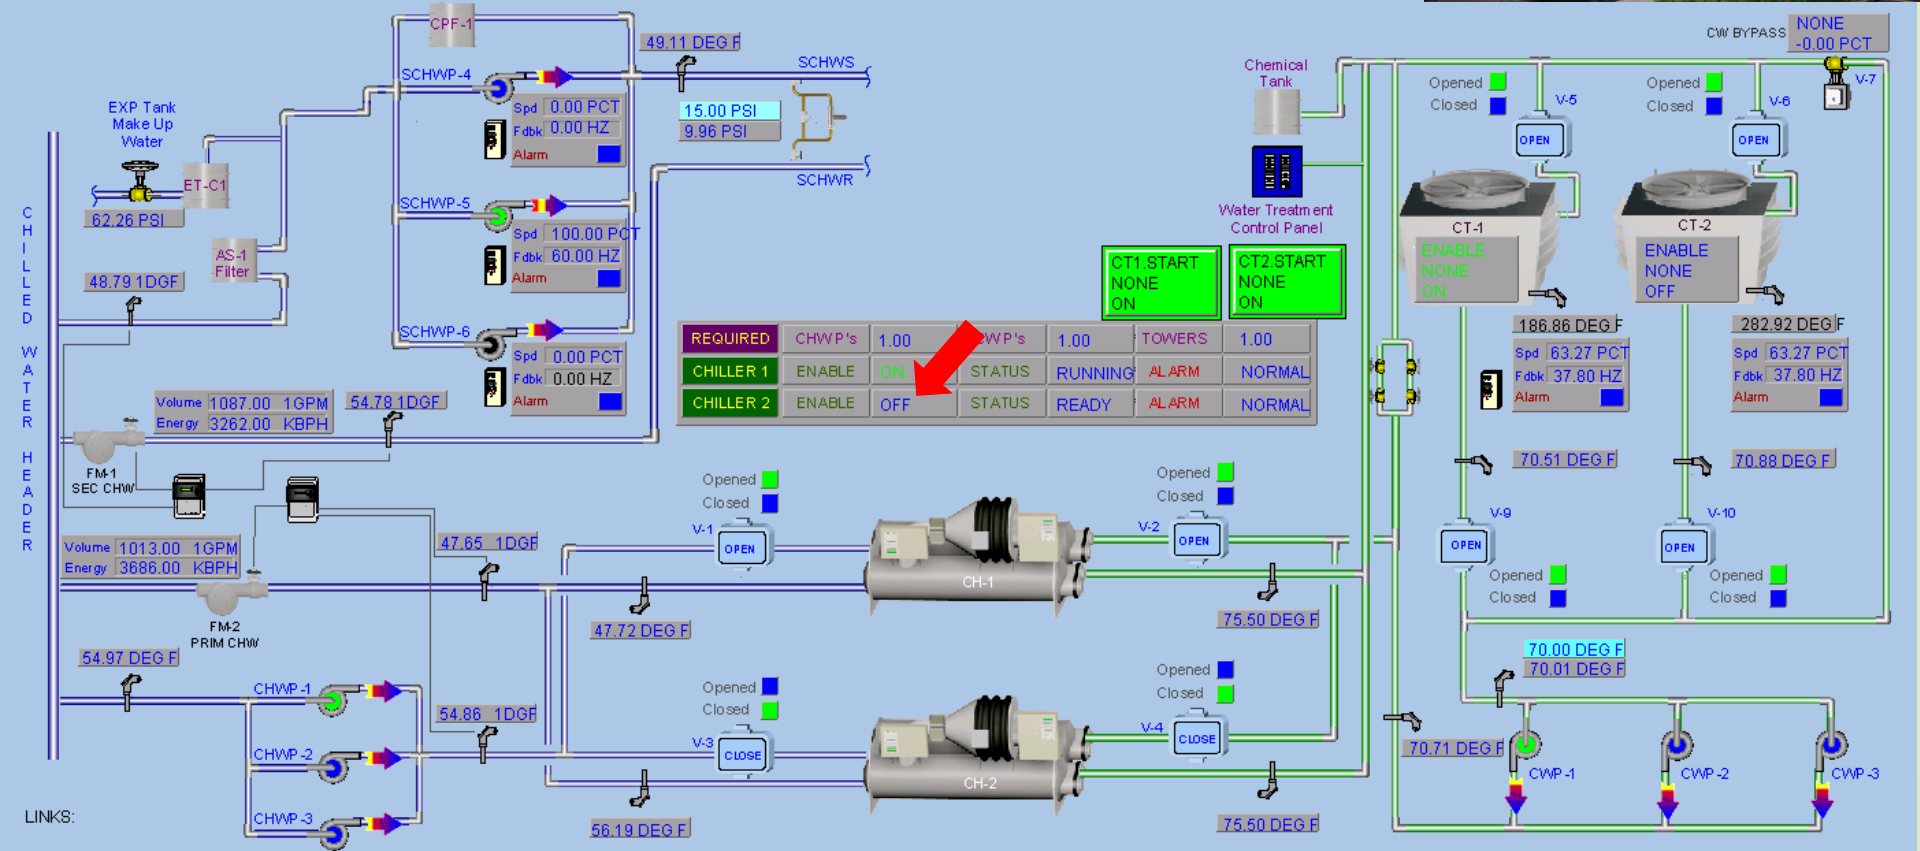 CPF-1
49.11 DEG F
SCHWP-4
SCHWS
Spd 0.00 PCT
Fdbk 0.00 HZ
Alarm
15.00 PSI
9.96 PSI
SCHWR
EXP Tank
Make Up
Water
ET-C1
62.26 PSI
AS-1
Filter
48.79 1DGF
SCHWP-5
Spd 100.00 PCT
Fdbk 60.00 HZ
Alarm
SCHWP-6
Spd 0.00 PCT
Fdbk 0.00 HZ
Alarm
CHILLED WATER HEADER
Volume 1087.00 1GPM
Energy 3262.00 KBPH
54.78 1DGF
FM-1
SEC CHW
Volume 1013.00 1GPM
Energy 3686.00 KBPH
47.65 1DGF
FM-2
PRIM CHW
54.97 DEG F
CHWP-1
54.86 1DGF
CHWP-2
CHWP-3
LINKS:
Chemical
Tank
Water Treatment
Control Panel
CT1.START
NONE
ON
CT2.START
NONE
ON
REQUIRED CHWP's 1.00 WP's 1.00 TOWERS 1.00
CHILLER 1 ENABLE ON STATUS RUNNING ALARM NORMAL
CHILLER 2 ENABLE OFF STATUS READY ALARM NORMAL
Opened
Closed
V-1
OPEN
CH-1
Opened
Closed
V-2
OPEN
47.72 DEG F
75.50 DEG F
Opened
Closed
V-3
CLOSE
CH-2
Opened
Closed
V-4
CLOSE
56.19 DEG F
75.50 DEG F
CW BYPASS
NONE
-0.00 PCT
V-7
Opened
Closed
V-5
OPEN
Opened
Closed
V-6
OPEN
CT-1
ENABLE
NONE
ON
CT-2
ENABLE
NONE
OFF
186.86 DEG F
Spd 63.27 PCT
Fdbk 37.80 HZ
Alarm
282.92 DEG F
Spd 63.27 PCT
Fdbk 37.80 HZ
Alarm
70.51 DEG F
70.88 DEG F
V-9
OPEN
Opened
Closed
V-10
OPEN
Opened
Closed
70.00 DEG F
70.01 DEG F
70.71 DEG F
CWP-1
CWP-2
CWP-3